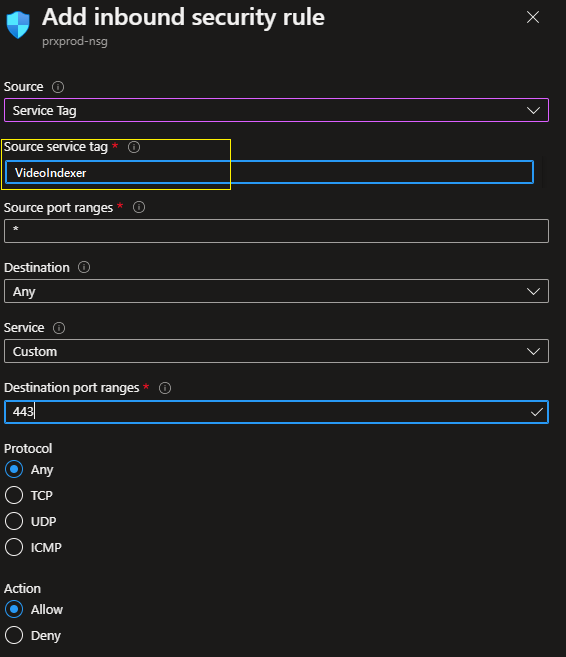 Add inbound security rule
prxprod-nsg
Source
Service Tag
Source service tag *
VideoIndexer
Source port ranges *
*
Destination
Any
Service
Custom
Destination port ranges *
443
Protocol
Any
TCP
UDP
ICMP
Action
Allow
Deny